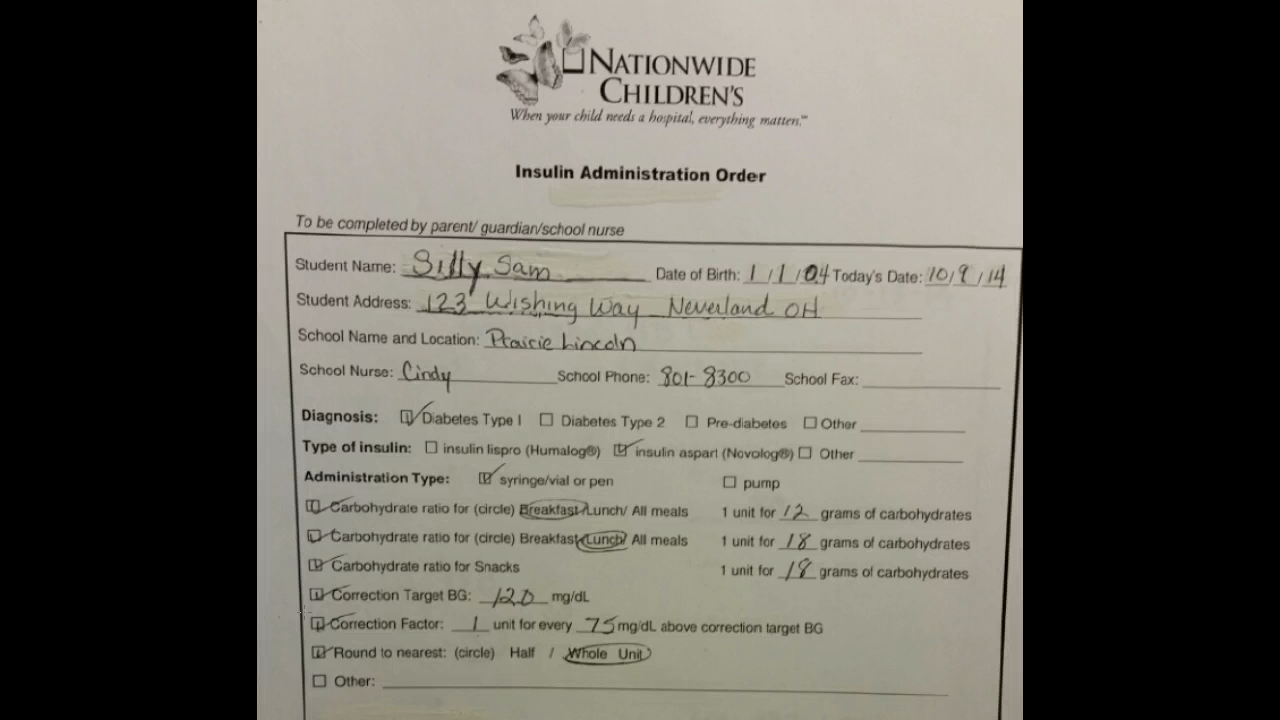 NATIONWIDE
CHILDREN'S
When your child needs a hospital, everything matters.℠
Insulin Administration Order
To be completed by parent/ guardian/school nurse
Student Name: Silly Sam Date of Birth: 1/1/04 Today's Date: 10/9/14
Student Address: 123 Wishing Way Neverland OH
School Name and Location: Prairie Lincoln
School Nurse: Cindy School Phone: 801-8300 School Fax:
Diagnosis: Diabetes Type I Diabetes Type 2 Pre-diabetes Other
Type of insulin: insulin lispro (Humalog®) insulin aspart (Novolog®) Other
Administration Type: syringe/vial or pen pump
Carbohydrate ratio for (circle) Breakfast/Lunch/ All meals 1 unit for 12 grams of carbohydrates
Carbohydrate ratio for (circle) Breakfast/Lunch/ All meals 1 unit for 18 grams of carbohydrates
Carbohydrate ratio for Snacks 1 unit for 18 grams of carbohydrates
Correction Target BG: 120 mg/dL
Correction Factor: 1 unit for every 75 mg/dL above correction target BG
Round to nearest: (circle) Half / Whole Unit
Other: